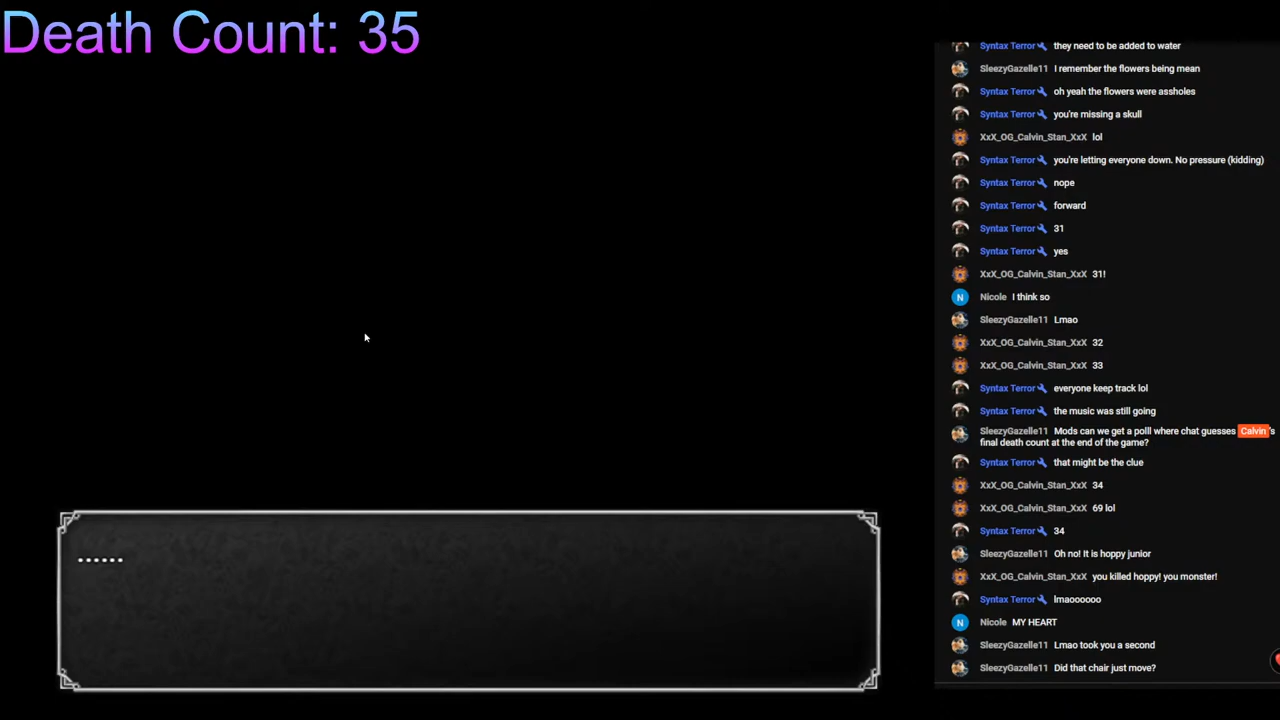 Death Count: 35
......
Syntax Terror they need to be added to water
SleezyGazelle11 I remember the flowers being mean
Syntax Terror oh yeah the flowers were assholes
Syntax Terror you're missing a skull
XxX_OG_Calvin_Stan_XxX lol
Syntax Terror you're letting everyone down. No pressure (kidding)
Syntax Terror nope
Syntax Terror forward
Syntax Terror 31
Syntax Terror yes
XxX_OG_Calvin_Stan_XxX 31!
N Nicole I think so
SleezyGazelle11 Lmao
XxX_OG_Calvin_Stan_XxX 32
XxX_OG_Calvin_Stan_XxX 33
Syntax Terror everyone keep track lol
Syntax Terror the music was still going
SleezyGazelle11 Mods can we get a polll where chat guesses Calvin's
final death count at the end of the game?
Syntax Terror that might be the clue
XxX_OG_Calvin_Stan_XxX 34
XxX_OG_Calvin_Stan_XxX 69 lol
Syntax Terror 34
SleezyGazelle11 Oh no! It is hoppy junior
XxX_OG_Calvin_Stan_XxX you killed hoppy! you monster!
Syntax Terror lmaoooooo
N Nicole MY HEART
SleezyGazelle11 Lmao took you a second
SleezyGazelle11 Did that chair just move?